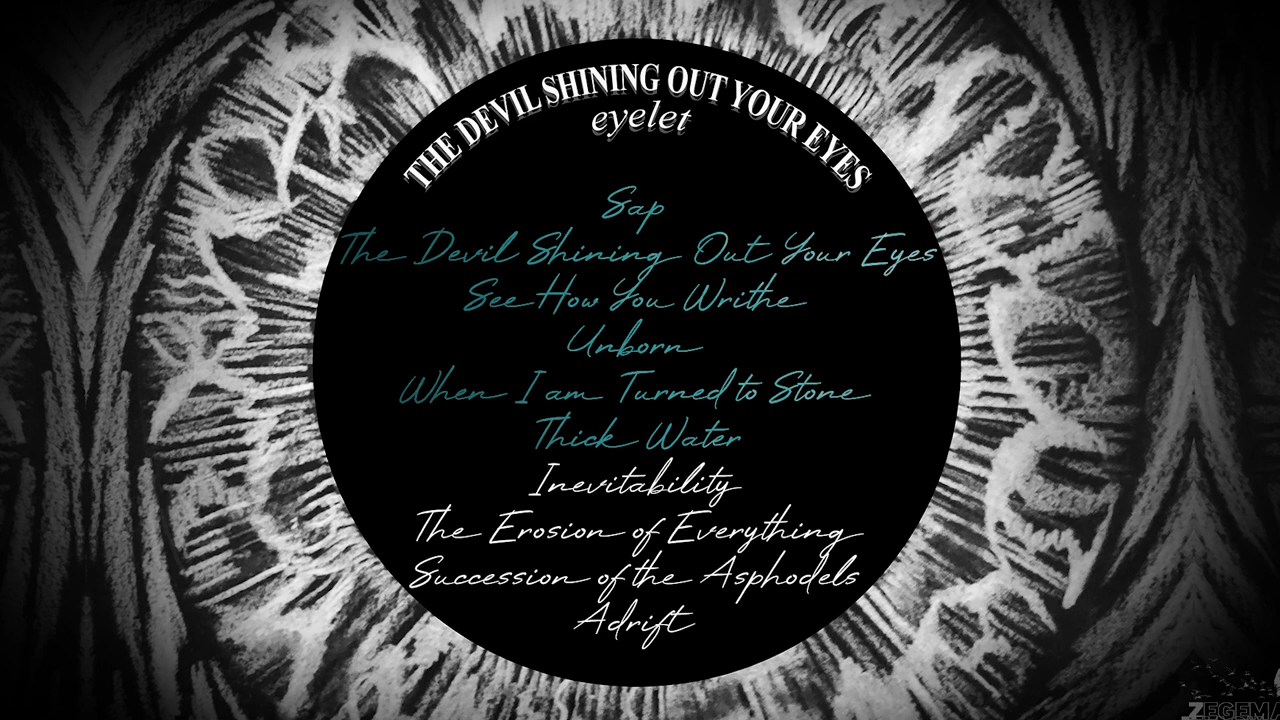 THE DEVIL SHINING OUT YOUR EYES
eyelet
Sap
The Devil Shining Out Your Eyes
See How You Writhe
Unborn
When I am Turned to Stone
Thick Water
Inevitability
The Erosion of Everything
Succession of the Asphodels
Adrift
ZEGEMA